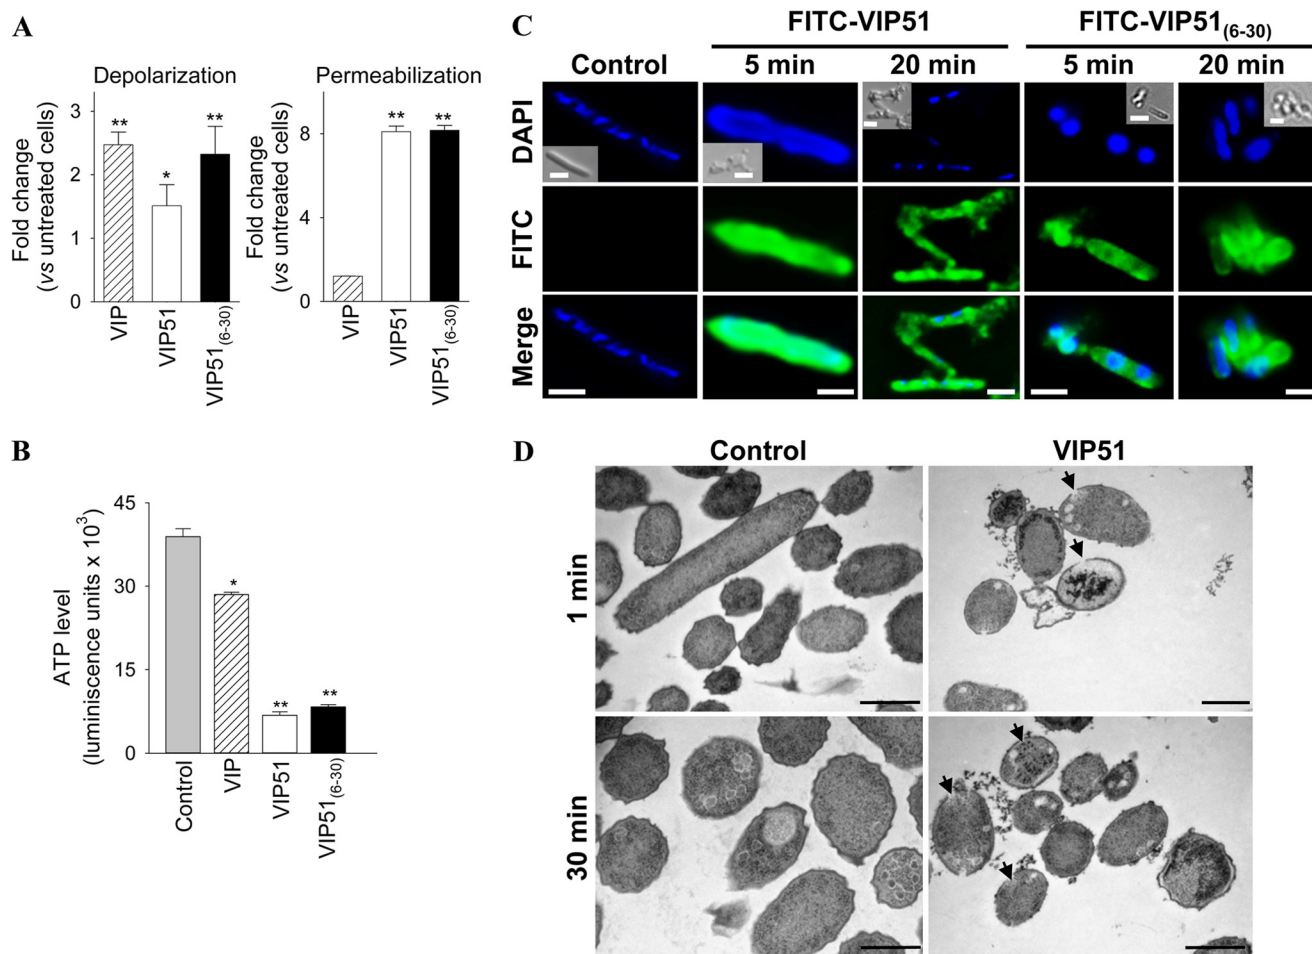 A
Depolarization
Fold change
(vs untreated cells)
3
2
1
0
**
*
**
VIP
VIP51
VIP51(6-30)
Permeabilization
Fold change
(vs untreated cells)
8
4
0
**
**
VIP
VIP51
VIP51(6-30)
B
ATP level
(luminiscence units x 10³)
45
30
15
0
*
**
**
Control
VIP
VIP51
VIP51(6-30)
C
FITC-VIP51
FITC-VIP51(6-30)
Control
5 min
20 min
5 min
20 min
DAPI
FITC
Merge
D
Control
VIP51
1 min
30 min